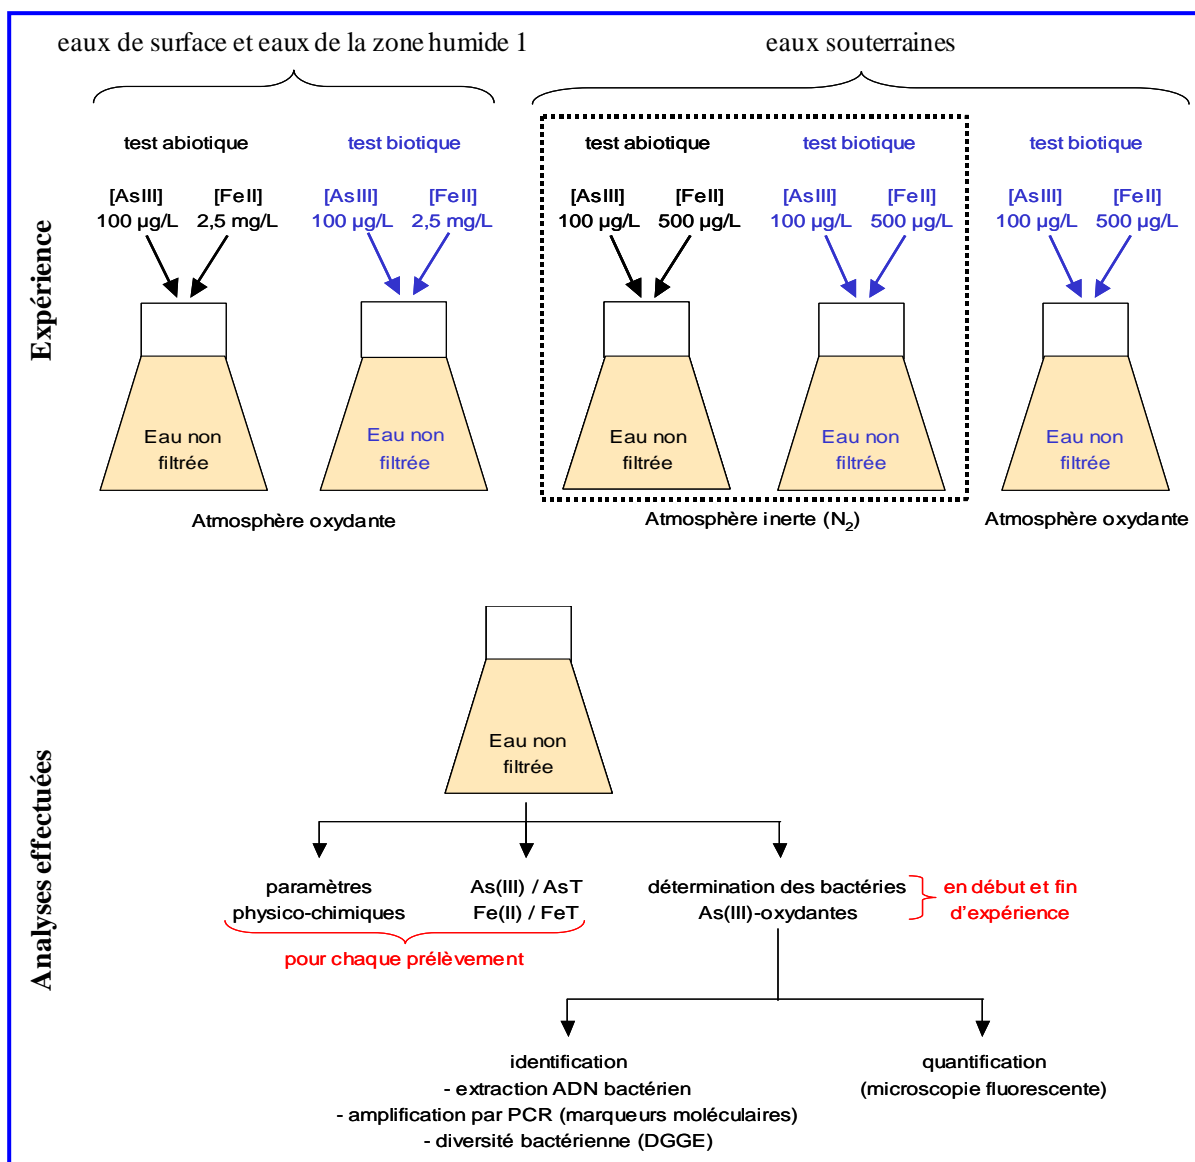 eaux de surface et eaux de la zone humide 1
eaux souterraines
Expérience
test abiotique
test biotique
test abiotique
test biotique
test biotique
[AsIII] [FeII]
100 µg/L 2,5 mg/L
[AsIII] [FeII]
100 µg/L 2,5 mg/L
[AsIII] [FeII]
100 µg/L 500 µg/L
[AsIII] [FeII]
100 µg/L 500 µg/L
[AsIII] [FeII]
100 µg/L 500 µg/L
Eau non
filtrée
Eau non
filtrée
Eau non
filtrée
Eau non
filtrée
Eau non
filtrée
Atmosphère oxydante
Atmosphère inerte (N₂)
Atmosphère oxydante
Analyses effectuées
Eau non
filtrée
paramètres
physico-chimiques
As(III) / AsT
Fe(II) / FeT
pour chaque prélèvement
détermination des bactéries
As(III)-oxydantes
en début et fin
d'expérience
identification
- extraction ADN bactérien
- amplification par PCR (marqueurs moléculaires)
- diversité bactérienne (DGGE)
quantification
(microscopie fluorescente)